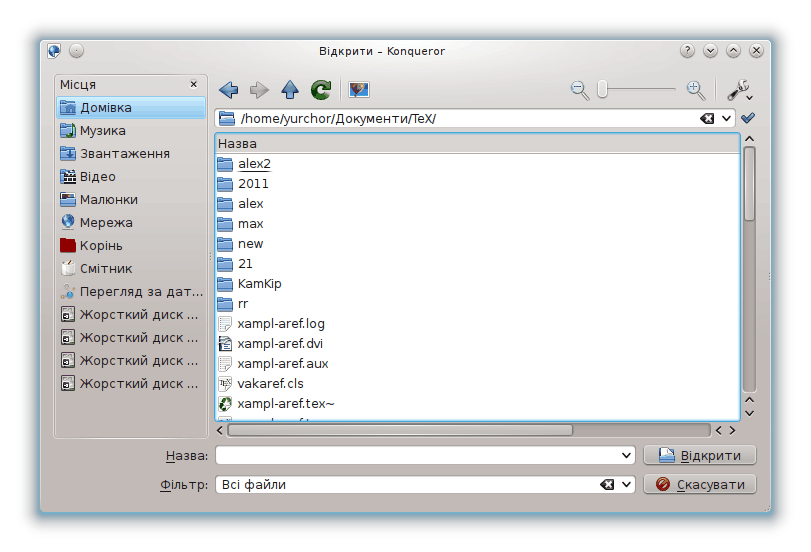 Відкрити – Konqueror
Місця
Домівка
Музика
Звантаження
Відео
Малюнки
Мережа
Корінь
Смітник
Перегляд за дат...
Жорсткий диск ...
Жорсткий диск ...
Жорсткий диск ...
Жорсткий диск ...
/home/yurchor/Документи/TeX/
Назва
alex2
2011
alex
max
new
21
KamKip
rr
xampl-aref.log
xampl-aref.dvi
xampl-aref.aux
vakaref.cls
xampl-aref.tex~
Назва:
Відкрити
Фільтр:
Всі файли
Скасувати